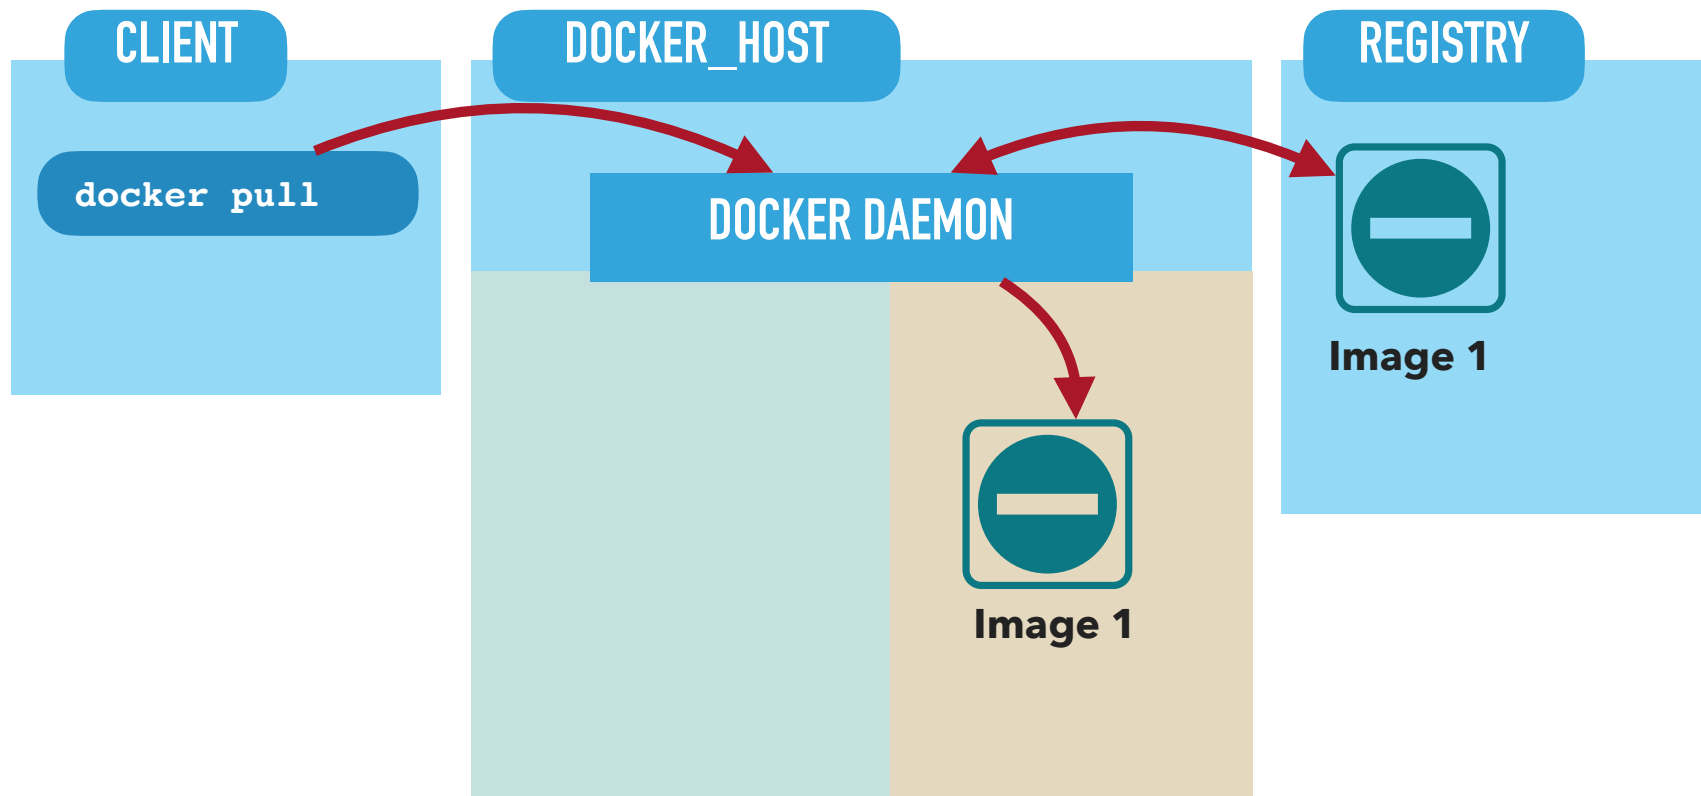 CLIENT
DOCKER_HOST
REGISTRY
docker pull
DOCKER DAEMON
Image 1
Image 1